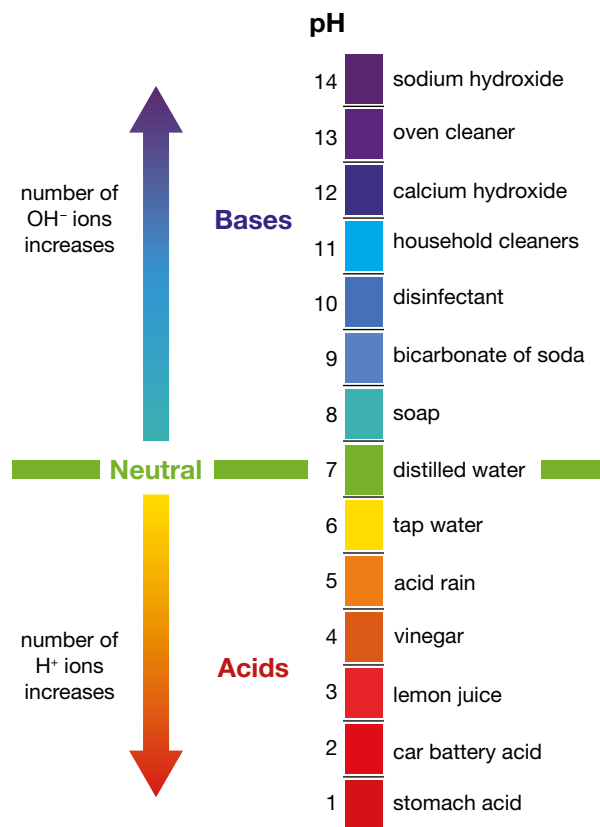 pH
14 sodium hydroxide
13 oven cleaner
12 calcium hydroxide
11 household cleaners
10 disinfectant
9 bicarbonate of soda
8 soap
7 distilled water
6 tap water
5 acid rain
4 vinegar
3 lemon juice
2 car battery acid
1 stomach acid
number of
OH⁻ ions
increases
Bases
Neutral
number of
H⁺ ions
increases
Acids